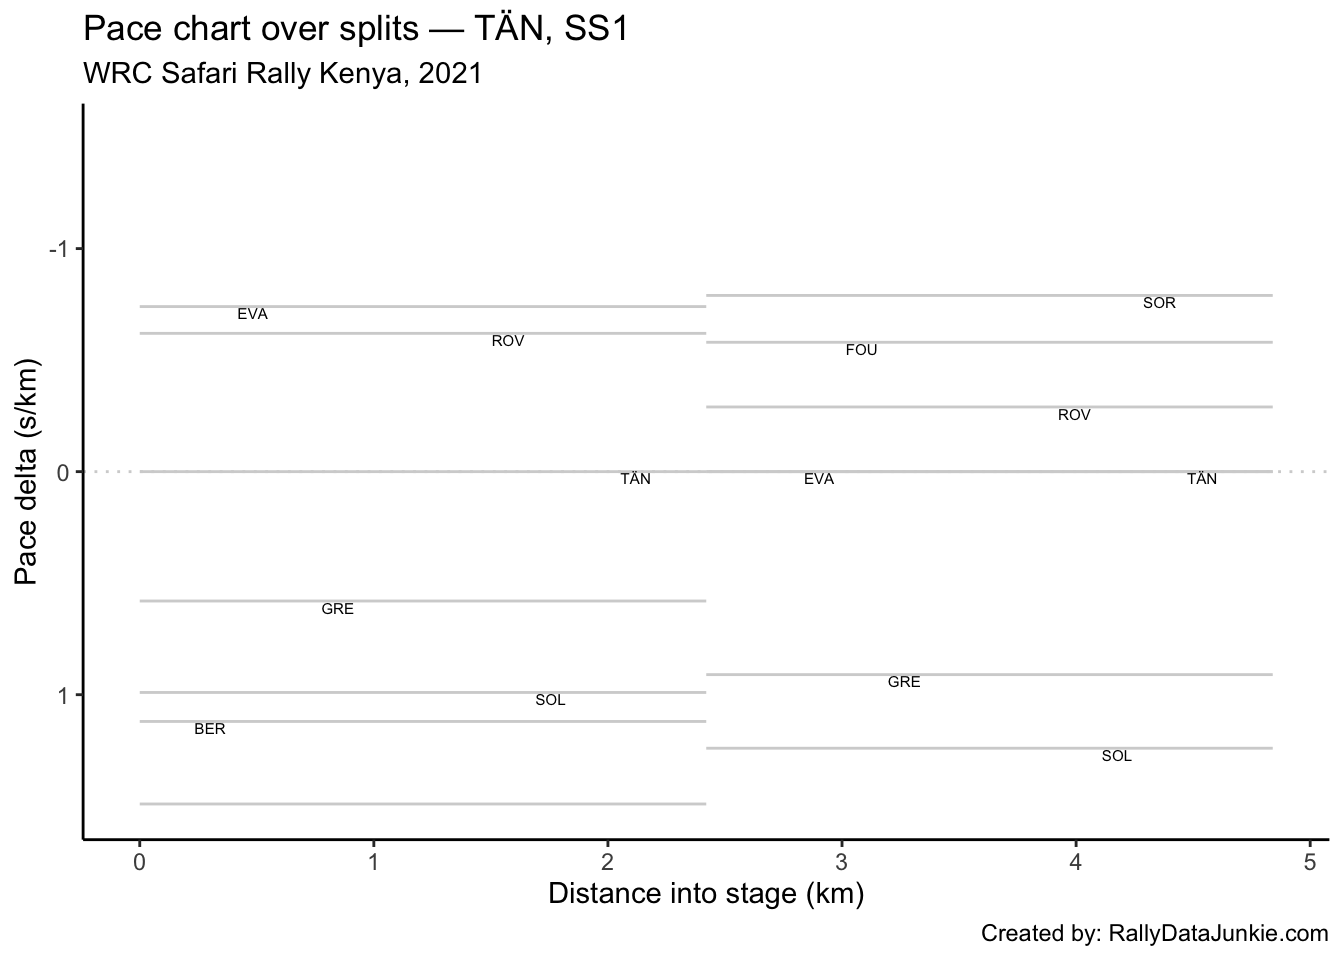 Pace chart over splits — TÄN, SS1
WRC Safari Rally Kenya, 2021
Pace delta (s/km)
-1
0
1
EVA
ROV
TÄN
GRE
SOL
BER
SOR
FOU
ROV
EVA
TÄN
GRE
SOL
0 1 2 3 4 5
Distance into stage (km)
Created by: RallyDataJunkie.com